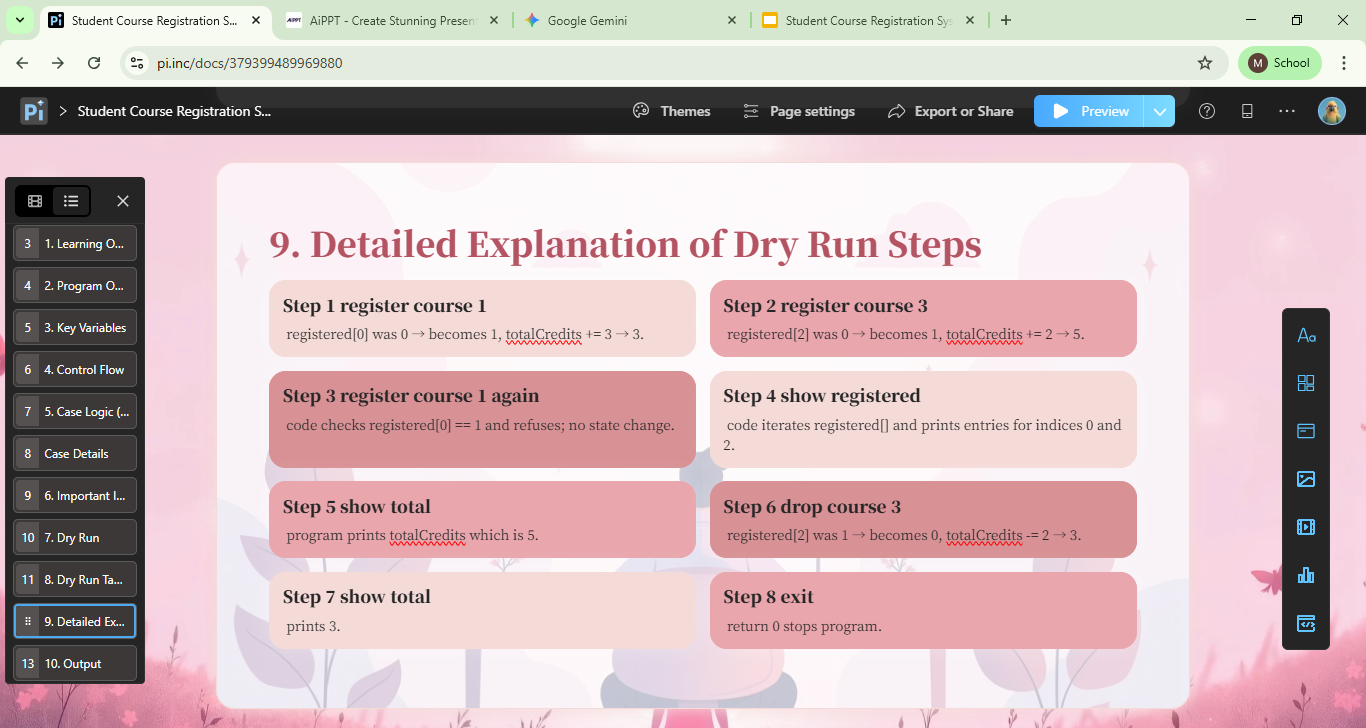 Student Course Registration S...
AiPPT
AiPPT - Create Stunning Presen
Google Gemini
Student Course Registration Sys
pi.inc/docs/379399489969880
M
School
Pi
Student Course Registration S...
Themes
Page settings
Export or Share
Preview
3 1. Learning O...
4 2. Program O...
5 3. Key Variables
6 4. Control Flow
7 5. Case Logic (...
8 Case Details
9 6. Important I...
10 7. Dry Run
11 8. Dry Run Ta...
9. Detailed Ex...
13 10. Output
9. Detailed Explanation of Dry Run Steps
Step 1 register course 1
registered[0] was 0 → becomes 1, totalCredits += 3 → 3.
Step 2 register course 3
registered[2] was 0 → becomes 1, totalCredits += 2 → 5.
Step 3 register course 1 again
code checks registered[0] == 1 and refuses; no state change.
Step 4 show registered
code iterates registered[] and prints entries for indices 0 and
2.
Step 5 show total
program prints totalCredits which is 5.
Step 6 drop course 3
registered[2] was 1 → becomes 0, totalCredits -= 2 → 3.
Step 7 show total
prints 3.
Step 8 exit
return 0 stops program.
Aa